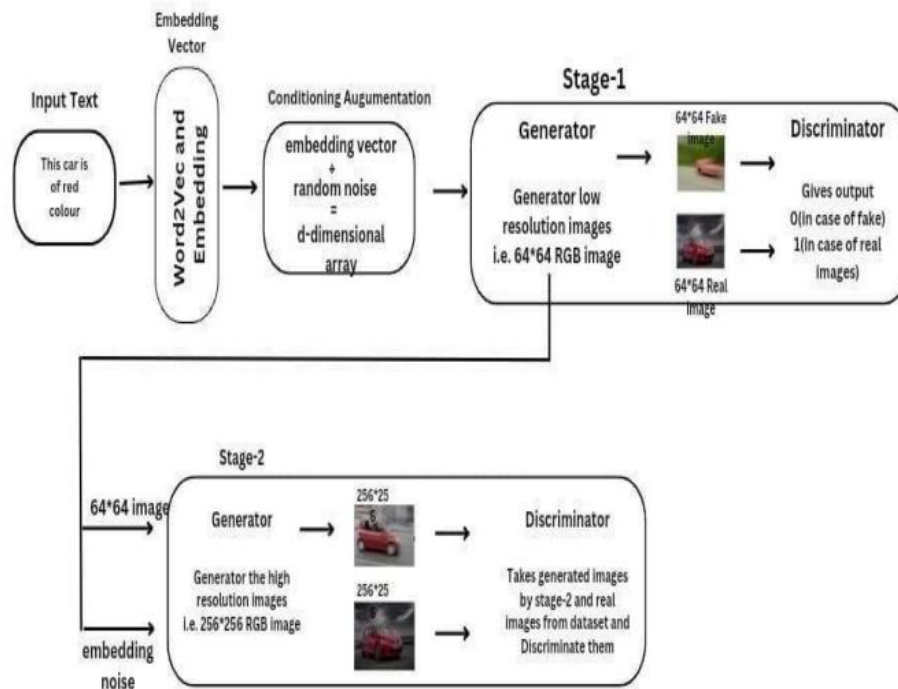 Embedding
Vector
Input Text
This car is
of red
colour
Word2Vec and
Embedding
Conditioning Augumentation
embedding vector
+
random noise
=
d-dimensional
array
Stage-1
Generator
Generator low
resolution images
i.e. 64*64 RGB image
64*64 Fake
image
64*64 Real
image
Discriminator
Gives output
0(in case of fake)
1(in case of real
images)
64*64 image
embedding
noise
Stage-2
Generator
Generator the high
resolution images
i.e. 256*256 RGB image
256*25
6
256*25
6
Discriminator
Takes generated images
by stage-2 and real
images from dataset and
Discriminate them